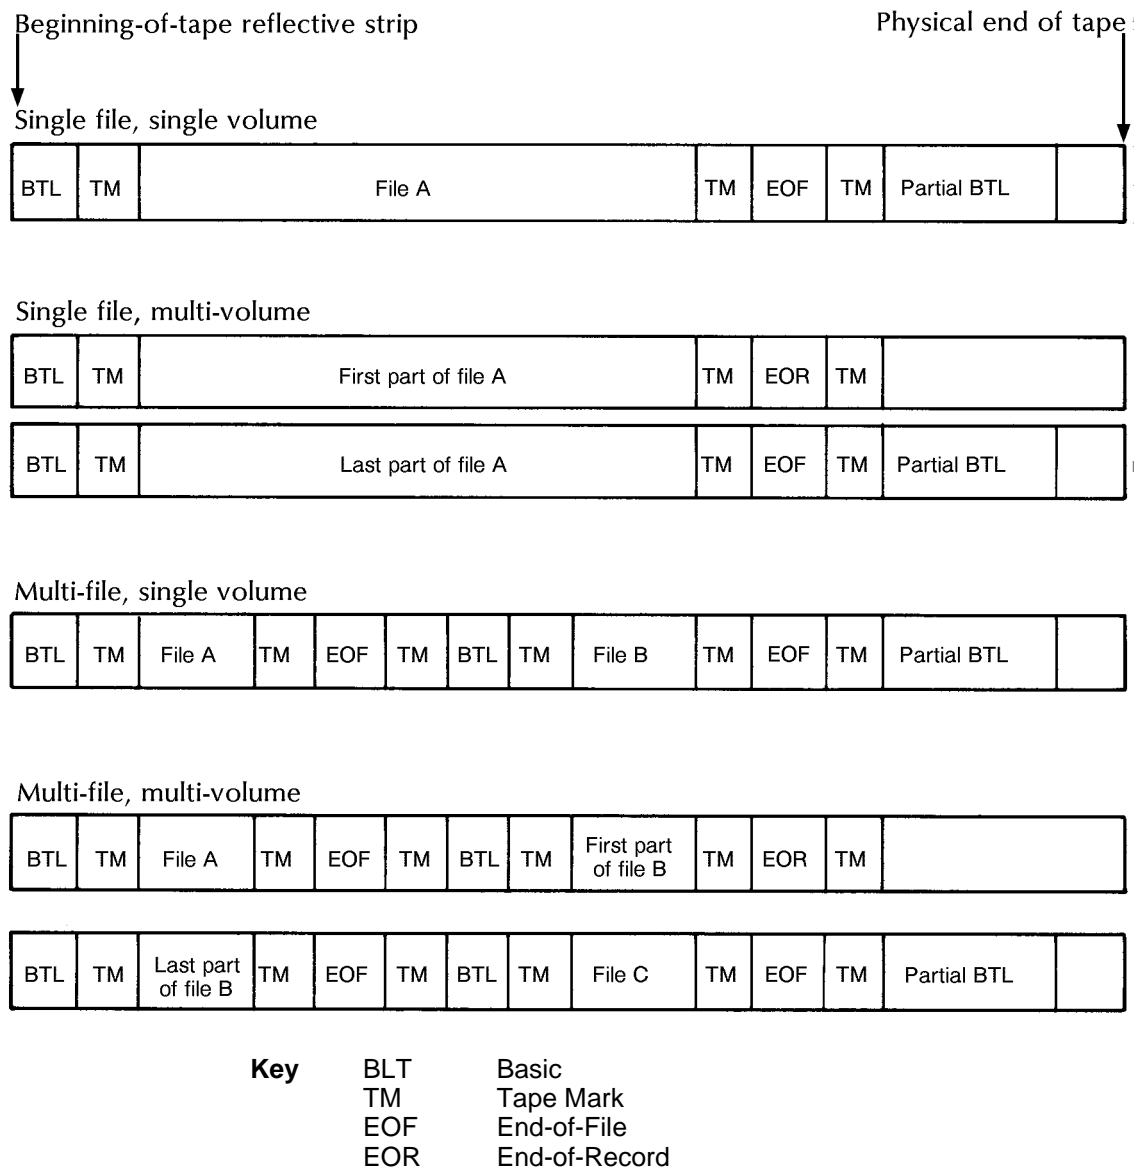 Beginning-of-tape reflective strip Physical end of tape
Single file, single volume
BTL TM File A TM EOF TM Partial BTL
Single file, multi-volume
BTL TM First part of file A TM EOR TM
BTL TM Last part of file A TM EOF TM Partial BTL
Multi-file, single volume
BTL TM File A TM EOF TM BTL TM File B TM EOF TM Partial BTL
Multi-file, multi-volume
BTL TM File A TM EOF TM BTL TM First part of file B TM EOR TM
BTL TM Last part of file B TM EOF TM BTL TM File C TM EOF TM Partial BTL
Key BLT Basic
TM Tape Mark
EOF End-of-File
EOR End-of-Record